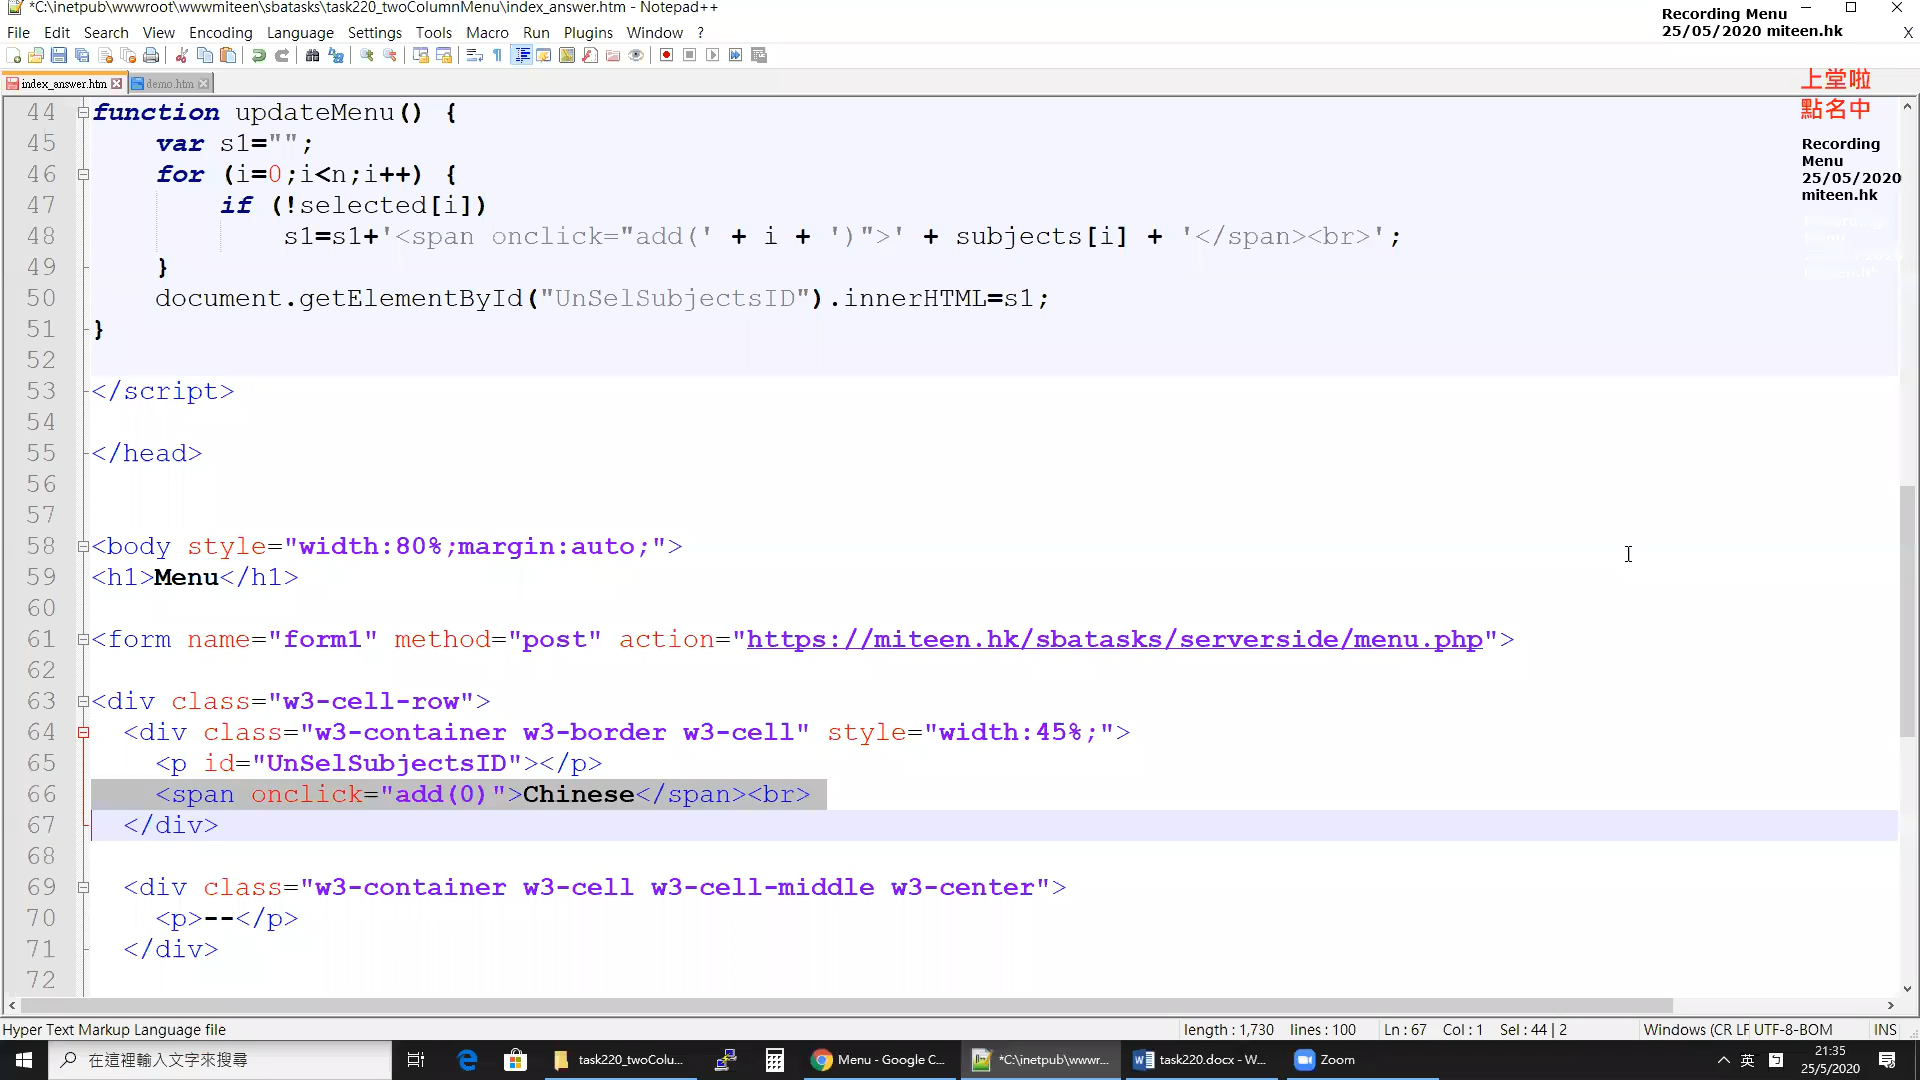 *C:\inetpub\wwwroot\wwwmiteen\sbatasks\task220_twoColumnMenu\index_answer.htm - Notepad++
Recording Menu
25/05/2020 miteen.hk
File Edit Search View Encoding Language Settings Tools Macro Run Plugins Window ?
X
index_answer.htm demo.htm
上堂啦
點名中
Recording
Menu
25/05/2020
miteen.hk
44 function updateMenu() {
45 var s1="";
46 for (i=0;i<n;i++) {
47 if (!selected[i])
48 s1=s1+'<span onclick="add(' + i + ')">' + subjects[i] + '</span><br>';
49 }
50 document.getElementById("UnSelSubjectsID").innerHTML=s1;
51 }
52
53 </script>
54
55 </head>
56
57
58 <body style="width:80%;margin:auto;">
59 <h1>Menu</h1>
60
61 <form name="form1" method="post" action="https://miteen.hk/sbatasks/serverside/menu.php">
62
63 <div class="w3-cell-row">
64 <div class="w3-container w3-border w3-cell" style="width:45%;">
65 <p id="UnSelSubjectsID"></p>
66 <span onclick="add(0)">Chinese</span><br>
67 </div>
68
69 <div class="w3-container w3-cell w3-cell-middle w3-center">
70 <p>--</p>
71 </div>
72
Hyper Text Markup Language file length : 1,730 lines : 100 Ln : 67 Col : 1 Sel : 44 | 2 Windows (CR LF UTF-8-BOM INS
在這裡輸入文字來搜尋 task220_twoColu... Menu - Google C... *C:\inetpub\wwwr... task220.docx - W... Zoom 英 21:35
25/5/2020